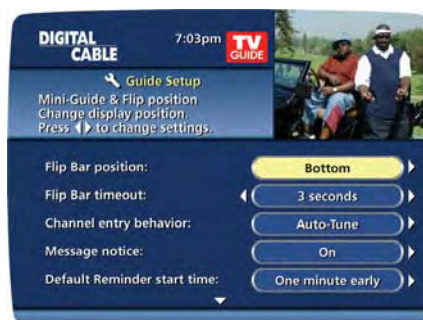 DIGITAL
CABLE
7:03pm
TV
GUIDE
Guide Setup
Mini-Guide & Flip position
Change display position.
Press to change settings.
Flip Bar position: Bottom
Flip Bar timeout: 3 seconds
Channel entry behavior: Auto-Tune
Message notice: On
Default Reminder start time: One minute early